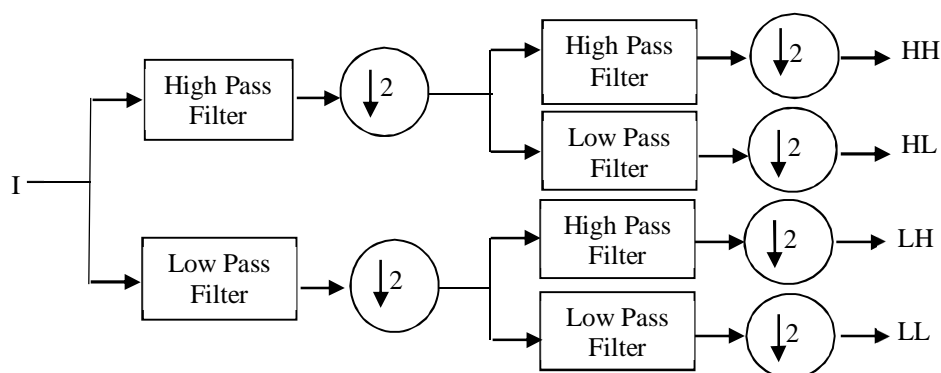 High Pass
Filter
2
HH
High Pass
Filter
2
Low Pass
Filter
2
HL
I
High Pass
Filter
2
LH
Low Pass
Filter
2
Low Pass
Filter
2
LL